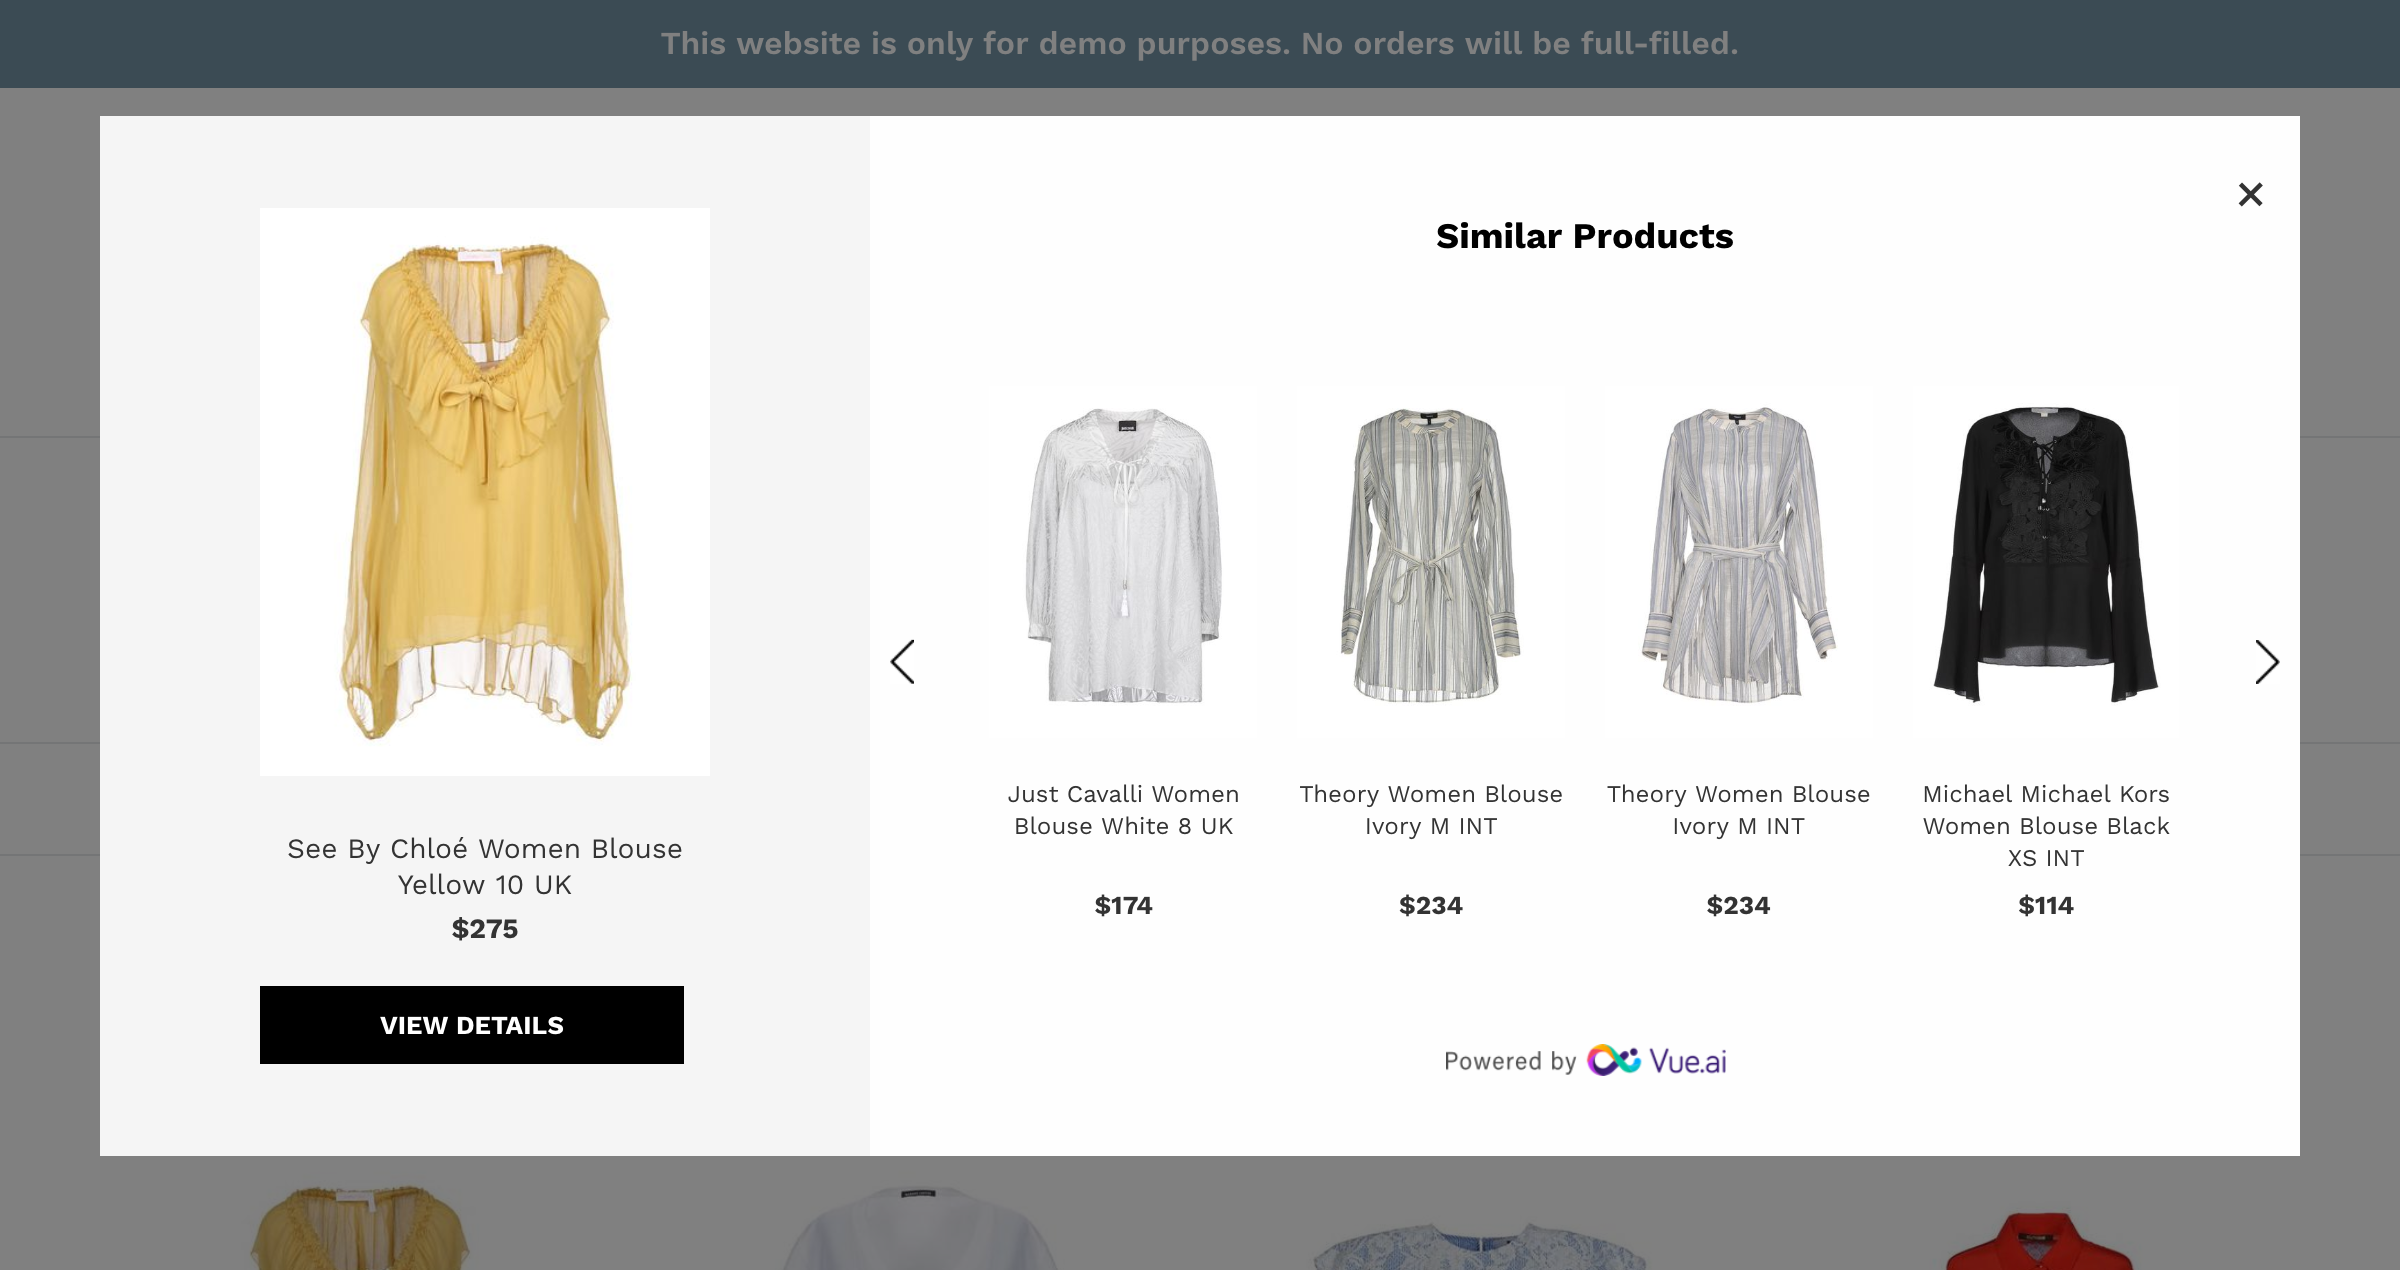 This website is only for demo purposes. No orders will be full-filled.
Similar Products
See By Chloé Women Blouse
Yellow 10 UK
$275
VIEW DETAILS
Just Cavalli Women
Blouse White 8 UK
$174
Theory Women Blouse
Ivory M INT
$234
Theory Women Blouse
Ivory M INT
$234
Michael Michael Kors
Women Blouse Black
XS INT
$114
Powered by Vue.ai